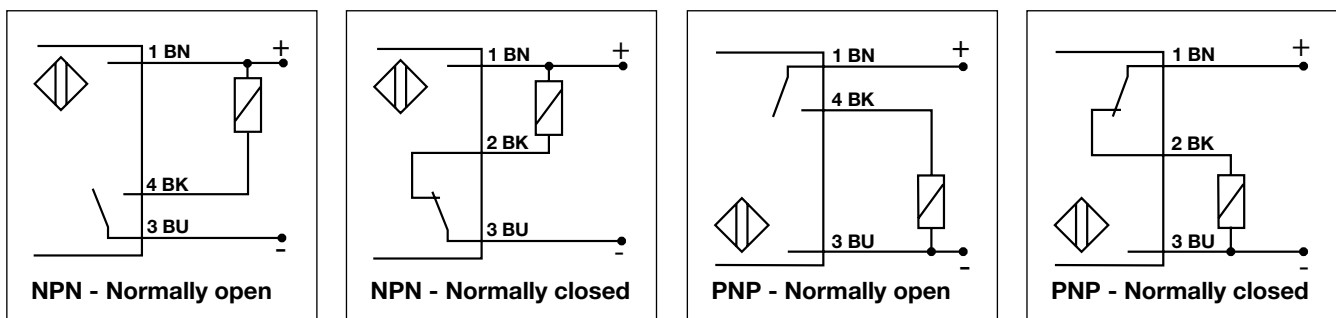 1 BN
+
4 BK
3 BU
-
NPN - Normally open
1 BN
+
2 BK
3 BU
-
NPN - Normally closed
1 BN
+
4 BK
3 BU
-
PNP - Normally open
1 BN
+
2 BK
3 BU
-
PNP - Normally closed